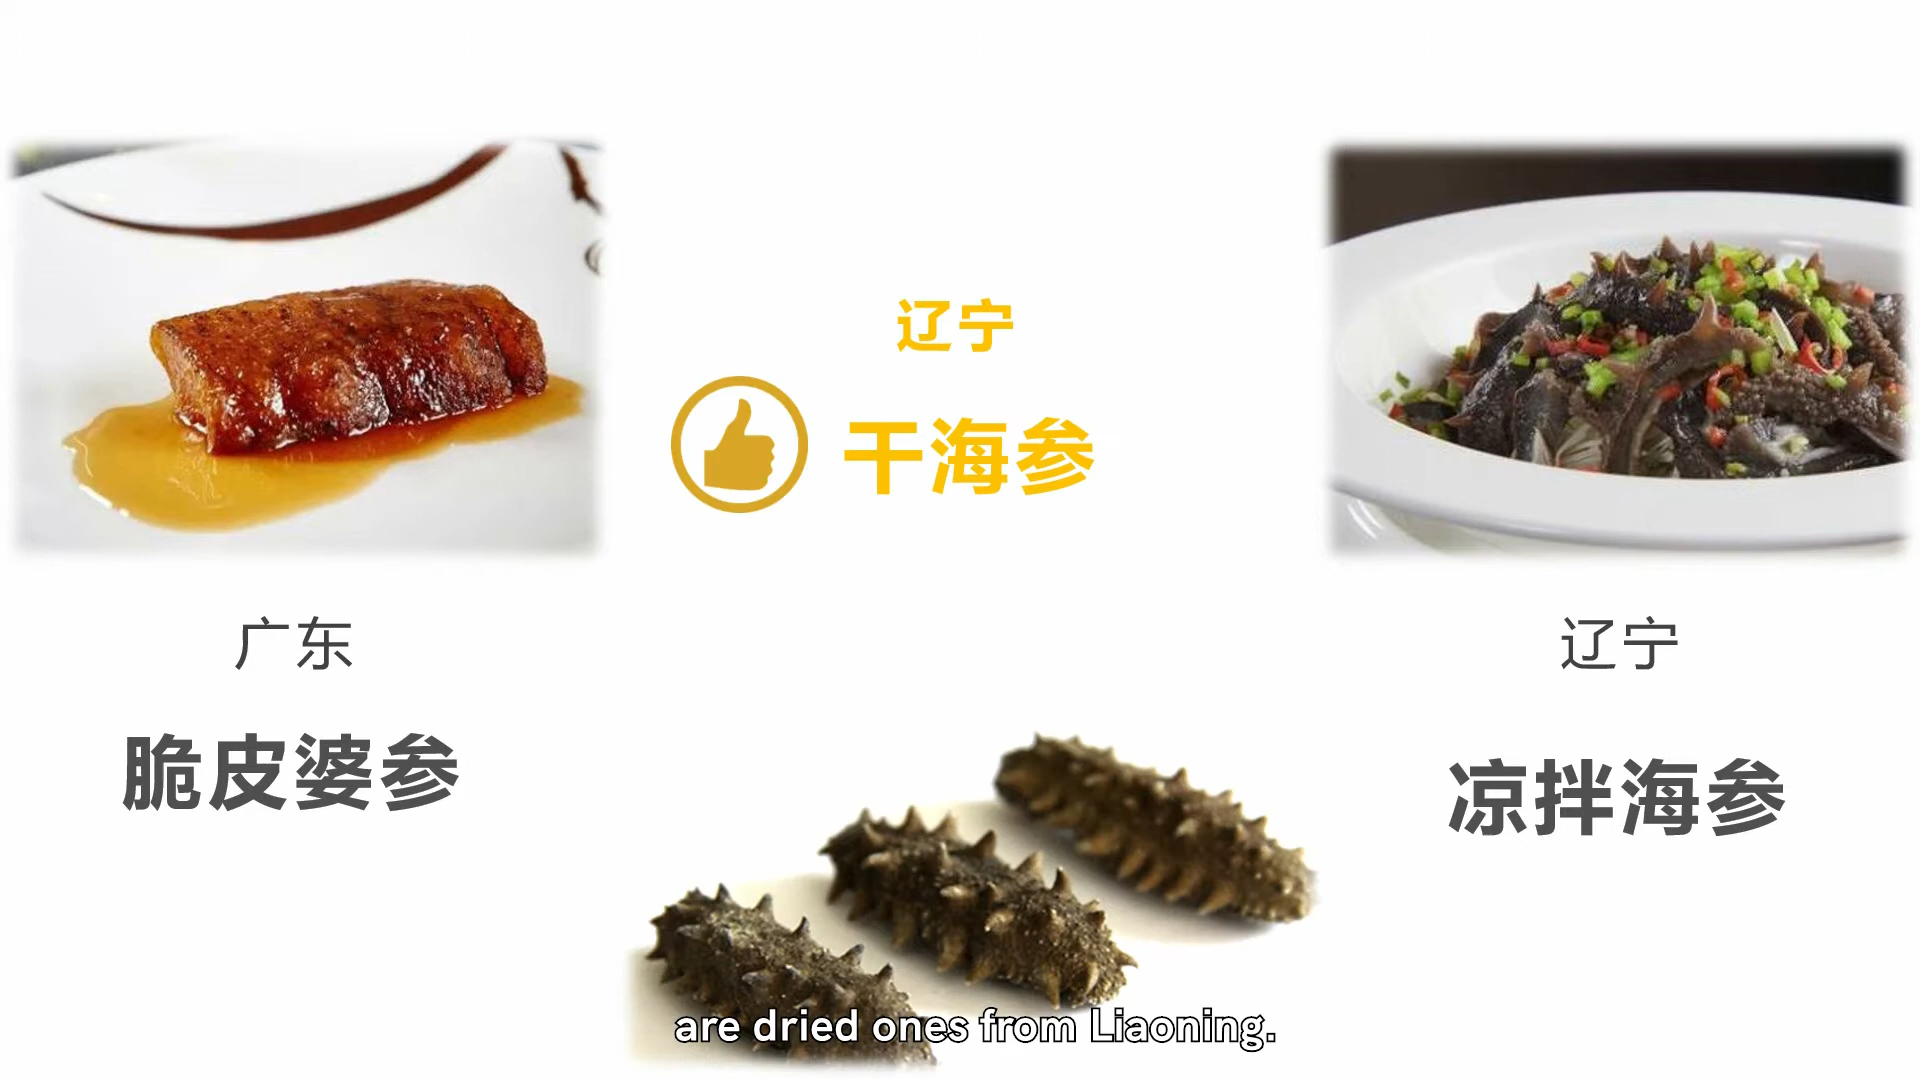 辽宁
干海参
广东
脆皮婆参
辽宁
凉拌海参
are dried ones from Liaoning.